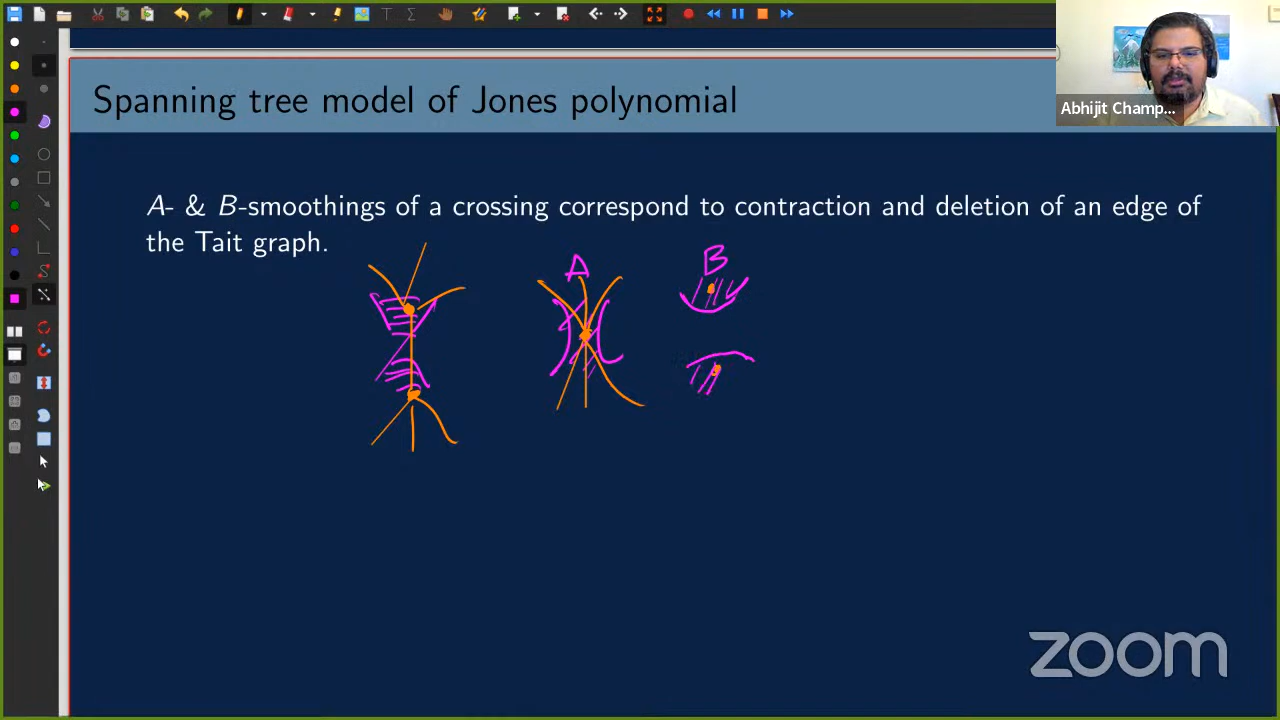 Spanning tree model of Jones polynomial
Abhijit Champ...
A- & B-smoothings of a crossing correspond to contraction and deletion of an edge of
the Tait graph.
A
B
zoom